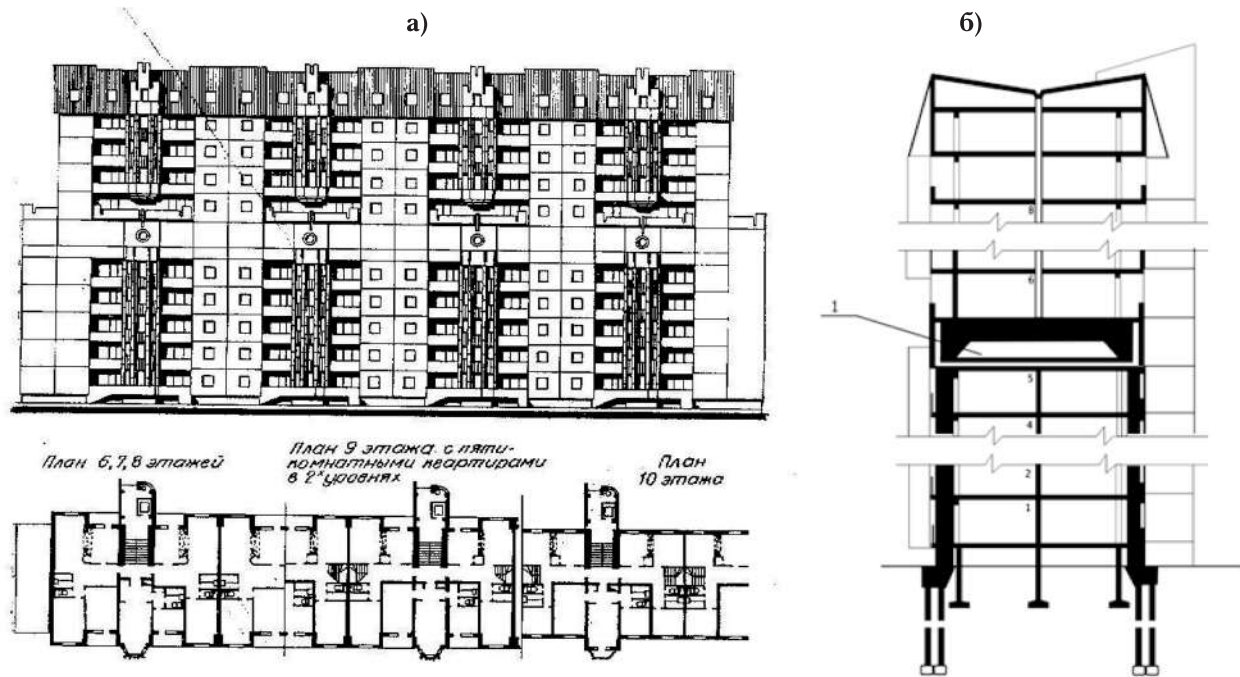 а)
б)
План 6,7,8 этажей
План 9 этажа с пяти-
комнатными квартирами
в 2ˣ уровнях
План
10 этажа
8
6
1
5
4
2
1